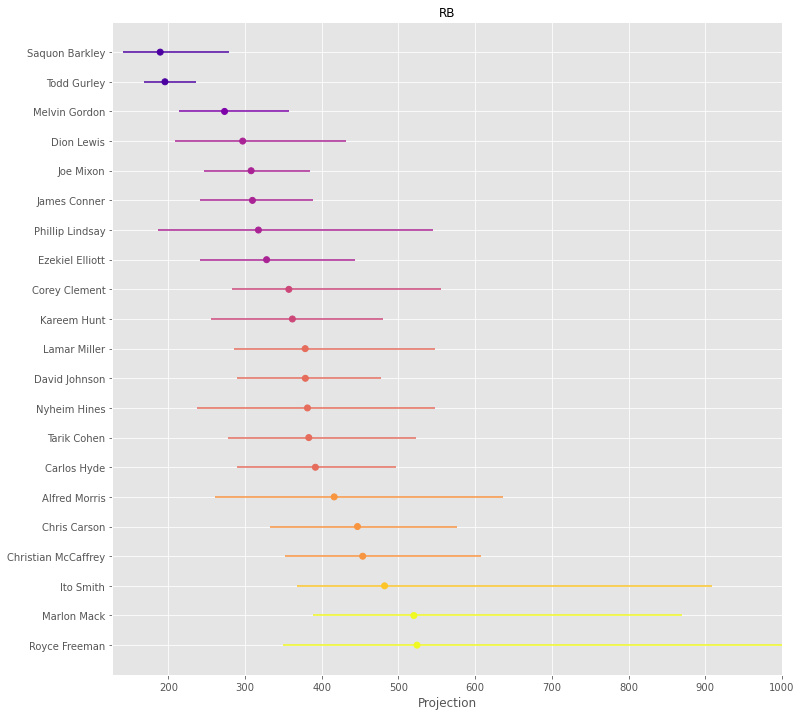 RB
Saquon Barkley
Todd Gurley
Melvin Gordon
Dion Lewis
Joe Mixon
James Conner
Phillip Lindsay
Ezekiel Elliott
Corey Clement
Kareem Hunt
Lamar Miller
David Johnson
Nyheim Hines
Tarik Cohen
Carlos Hyde
Alfred Morris
Chris Carson
Christian McCaffrey
Ito Smith
Marlon Mack
Royce Freeman
200 300 400 500 600 700 800 900 1000
Projection